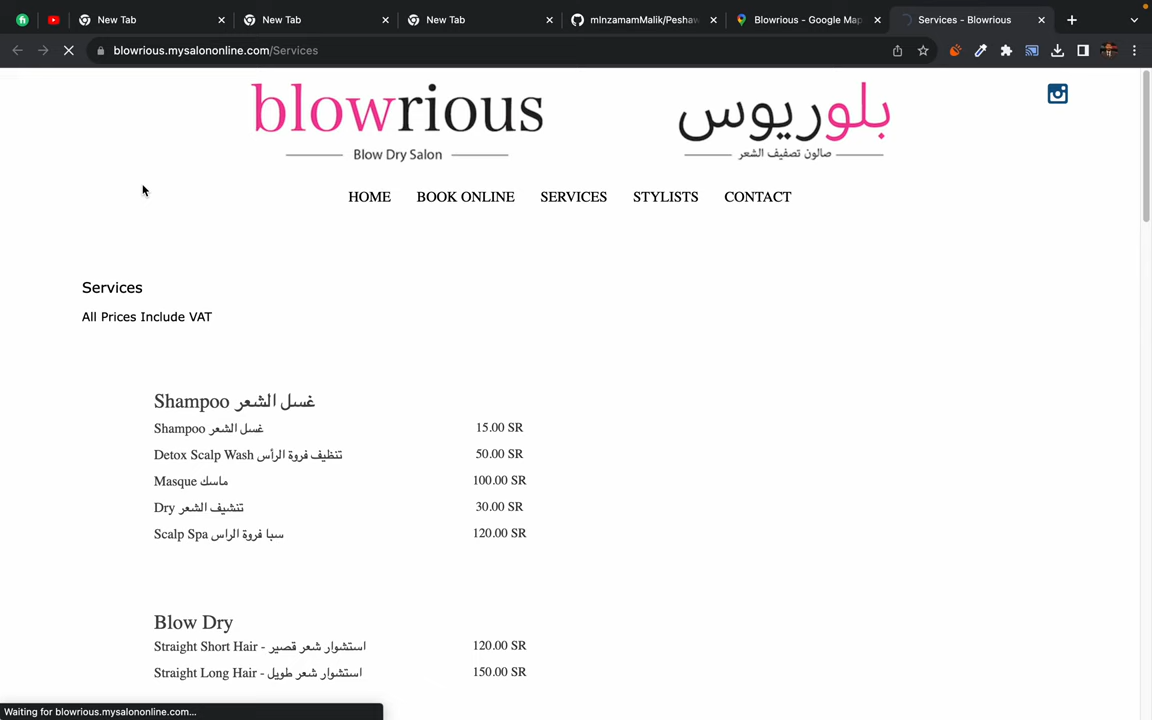 New Tab
New Tab
New Tab
mInzamamMalik/Peshaw
Blowrious - Google Map
Services - Blowrious
blowrious.mysalononline.com/Services
blowrious
Blow Dry Salon
بلوريوس
صالون تصفيف الشعر
HOME
BOOK ONLINE
SERVICES
STYLISTS
CONTACT
Services
All Prices Include VAT
Shampoo غسل الشعر
Shampoo غسل الشعر 15.00 SR
Detox Scalp Wash تنظيف فروة الرأس 50.00 SR
Masque ماسك 100.00 SR
Dry تنشيف الشعر 30.00 SR
Scalp Spa سبا فروة الراس 120.00 SR
Blow Dry
Straight Short Hair - استشوار شعر قصير 120.00 SR
Straight Long Hair - استشوار شعر طويل 150.00 SR
Waiting for blowrious.mysalononline.com...